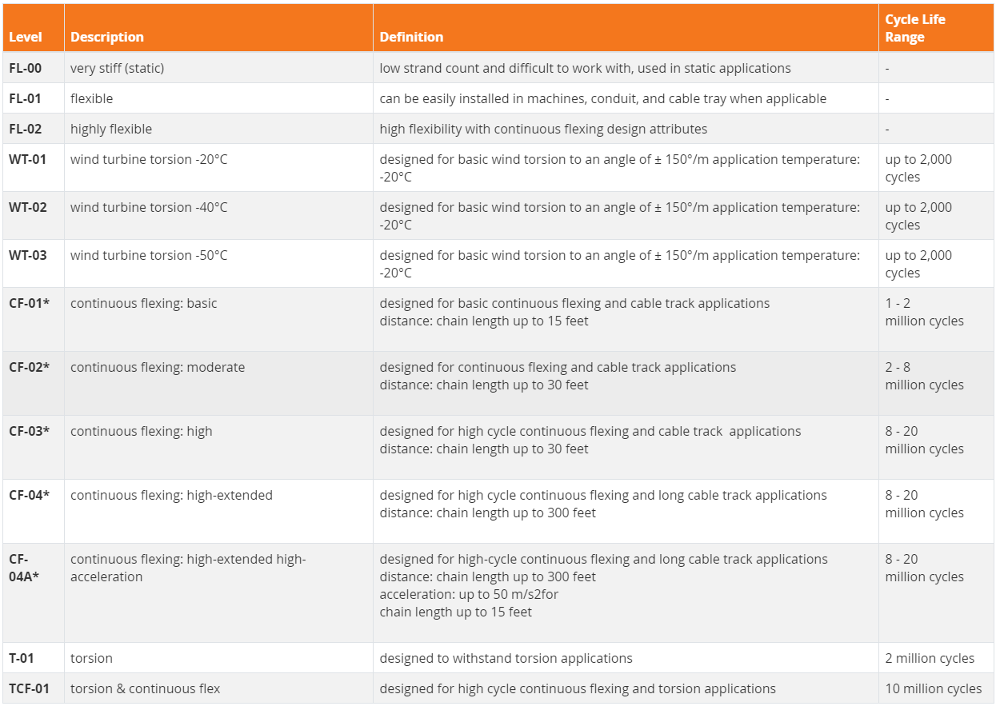 Level Description Definition Cycle Life
Range
FL-00 very stiff (static) low strand count and difficult to work with, used in static applications -
FL-01 flexible can be easily installed in machines, conduit, and cable tray when applicable -
FL-02 highly flexible high flexibility with continuous flexing design attributes -
WT-01 wind turbine torsion -20°C designed for basic wind torsion to an angle of ± 150°/m application temperature: up to 2,000
-20°C cycles
WT-02 wind turbine torsion -40°C designed for basic wind torsion to an angle of ± 150°/m application temperature: up to 2,000
-20°C cycles
WT-03 wind turbine torsion -50°C designed for basic wind torsion to an angle of ± 150°/m application temperature: up to 2,000
-20°C cycles
CF-01* continuous flexing: basic designed for basic continuous flexing and cable track applications 1 - 2
distance: chain length up to 15 feet million cycles
CF-02* continuous flexing: moderate designed for continuous flexing and cable track applications 2 - 8
distance: chain length up to 30 feet million cycles
CF-03* continuous flexing: high designed for high cycle continuous flexing and cable track  applications 8 - 20
distance: chain length up to 30 feet million cycles
CF-04* continuous flexing: high-extended designed for high cycle continuous flexing and long cable track applications 8 - 20
distance: chain length up to 300 feet million cycles
CF- continuous flexing: high-extended high- designed for high-cycle continuous flexing and long cable track applications 8 - 20
04A* acceleration distance: chain length up to 300 feet million cycles
acceleration: up to 50 m/s2for
chain length up to 15 feet
T-01 torsion designed to withstand torsion applications 2 million cycles
TCF-01 torsion & continuous flex designed for high cycle continuous flexing and torsion applications 10 million cycles